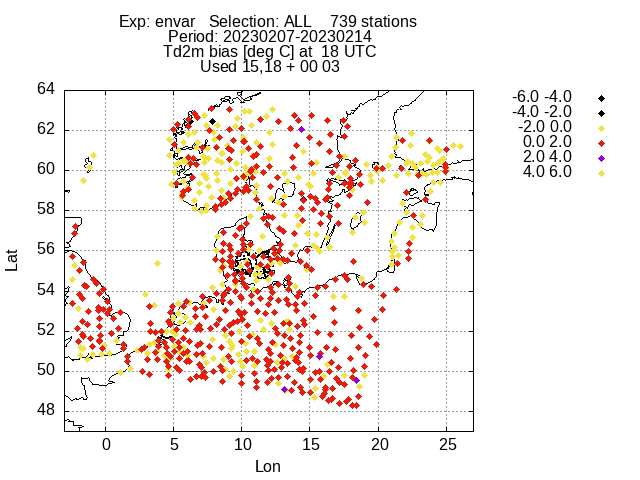 Exp: envar   Selection: ALL    739 stations
Period: 20230207-20230214
Td2m bias [deg C] at  18 UTC
Used 15,18 + 00 03
64
62
60
58
56
54
52
50
48
Lat
0 5 10 15 20 25
Lon
-6.0 -4.0
-4.0 -2.0
-2.0 0.0
0.0 2.0
2.0 4.0
4.0 6.0